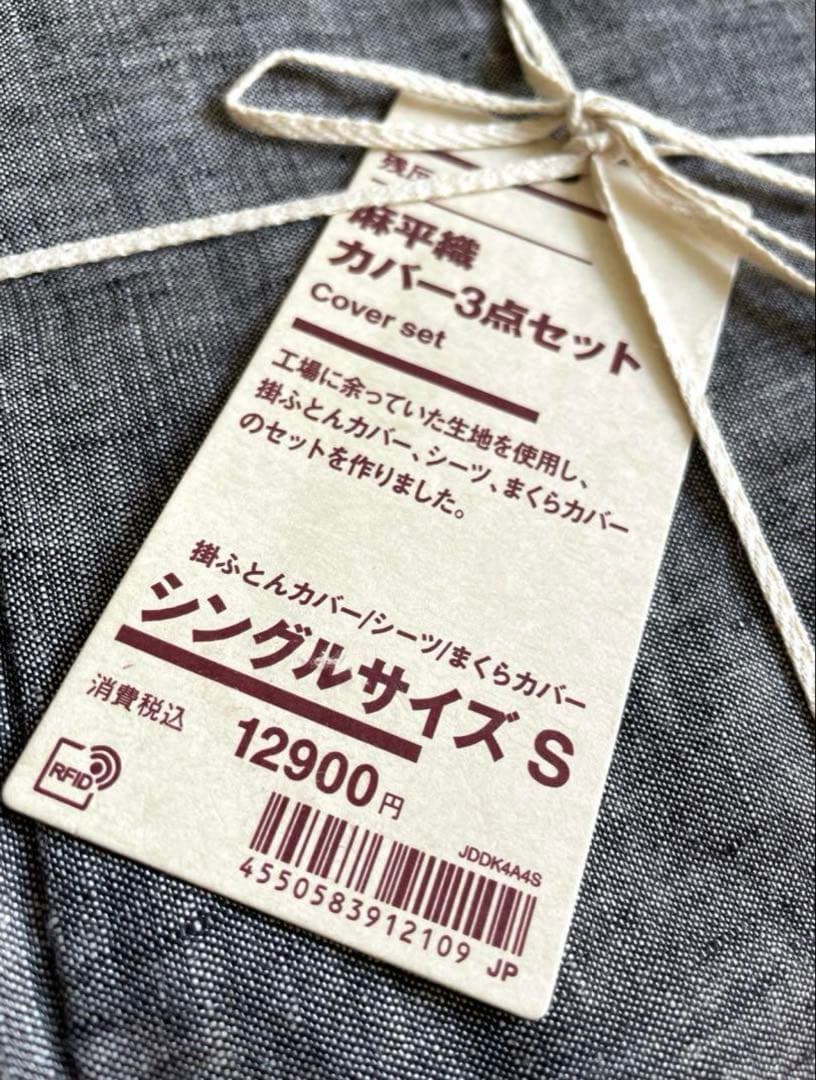 麻平織
カバー3点セット
Cover set
工場に余っていた生地を使用し、
掛ふとんカバー、シーツ、まくらカバー
のセットを作りました。
掛ふとんカバー/シーツ/まくらカバー
シングルサイズ S
消費税込
12900円
RFID
JDDK4A4S
4550583912109 JP